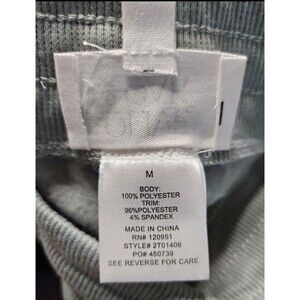 M
BODY:
100% POLYESTER
TRIM:
96%POLYESTER
4% SPANDEX
MADE IN CHINA
RN# 120951
STYLE# 2T01406
PO# 450739
SEE REVERSE FOR CARE